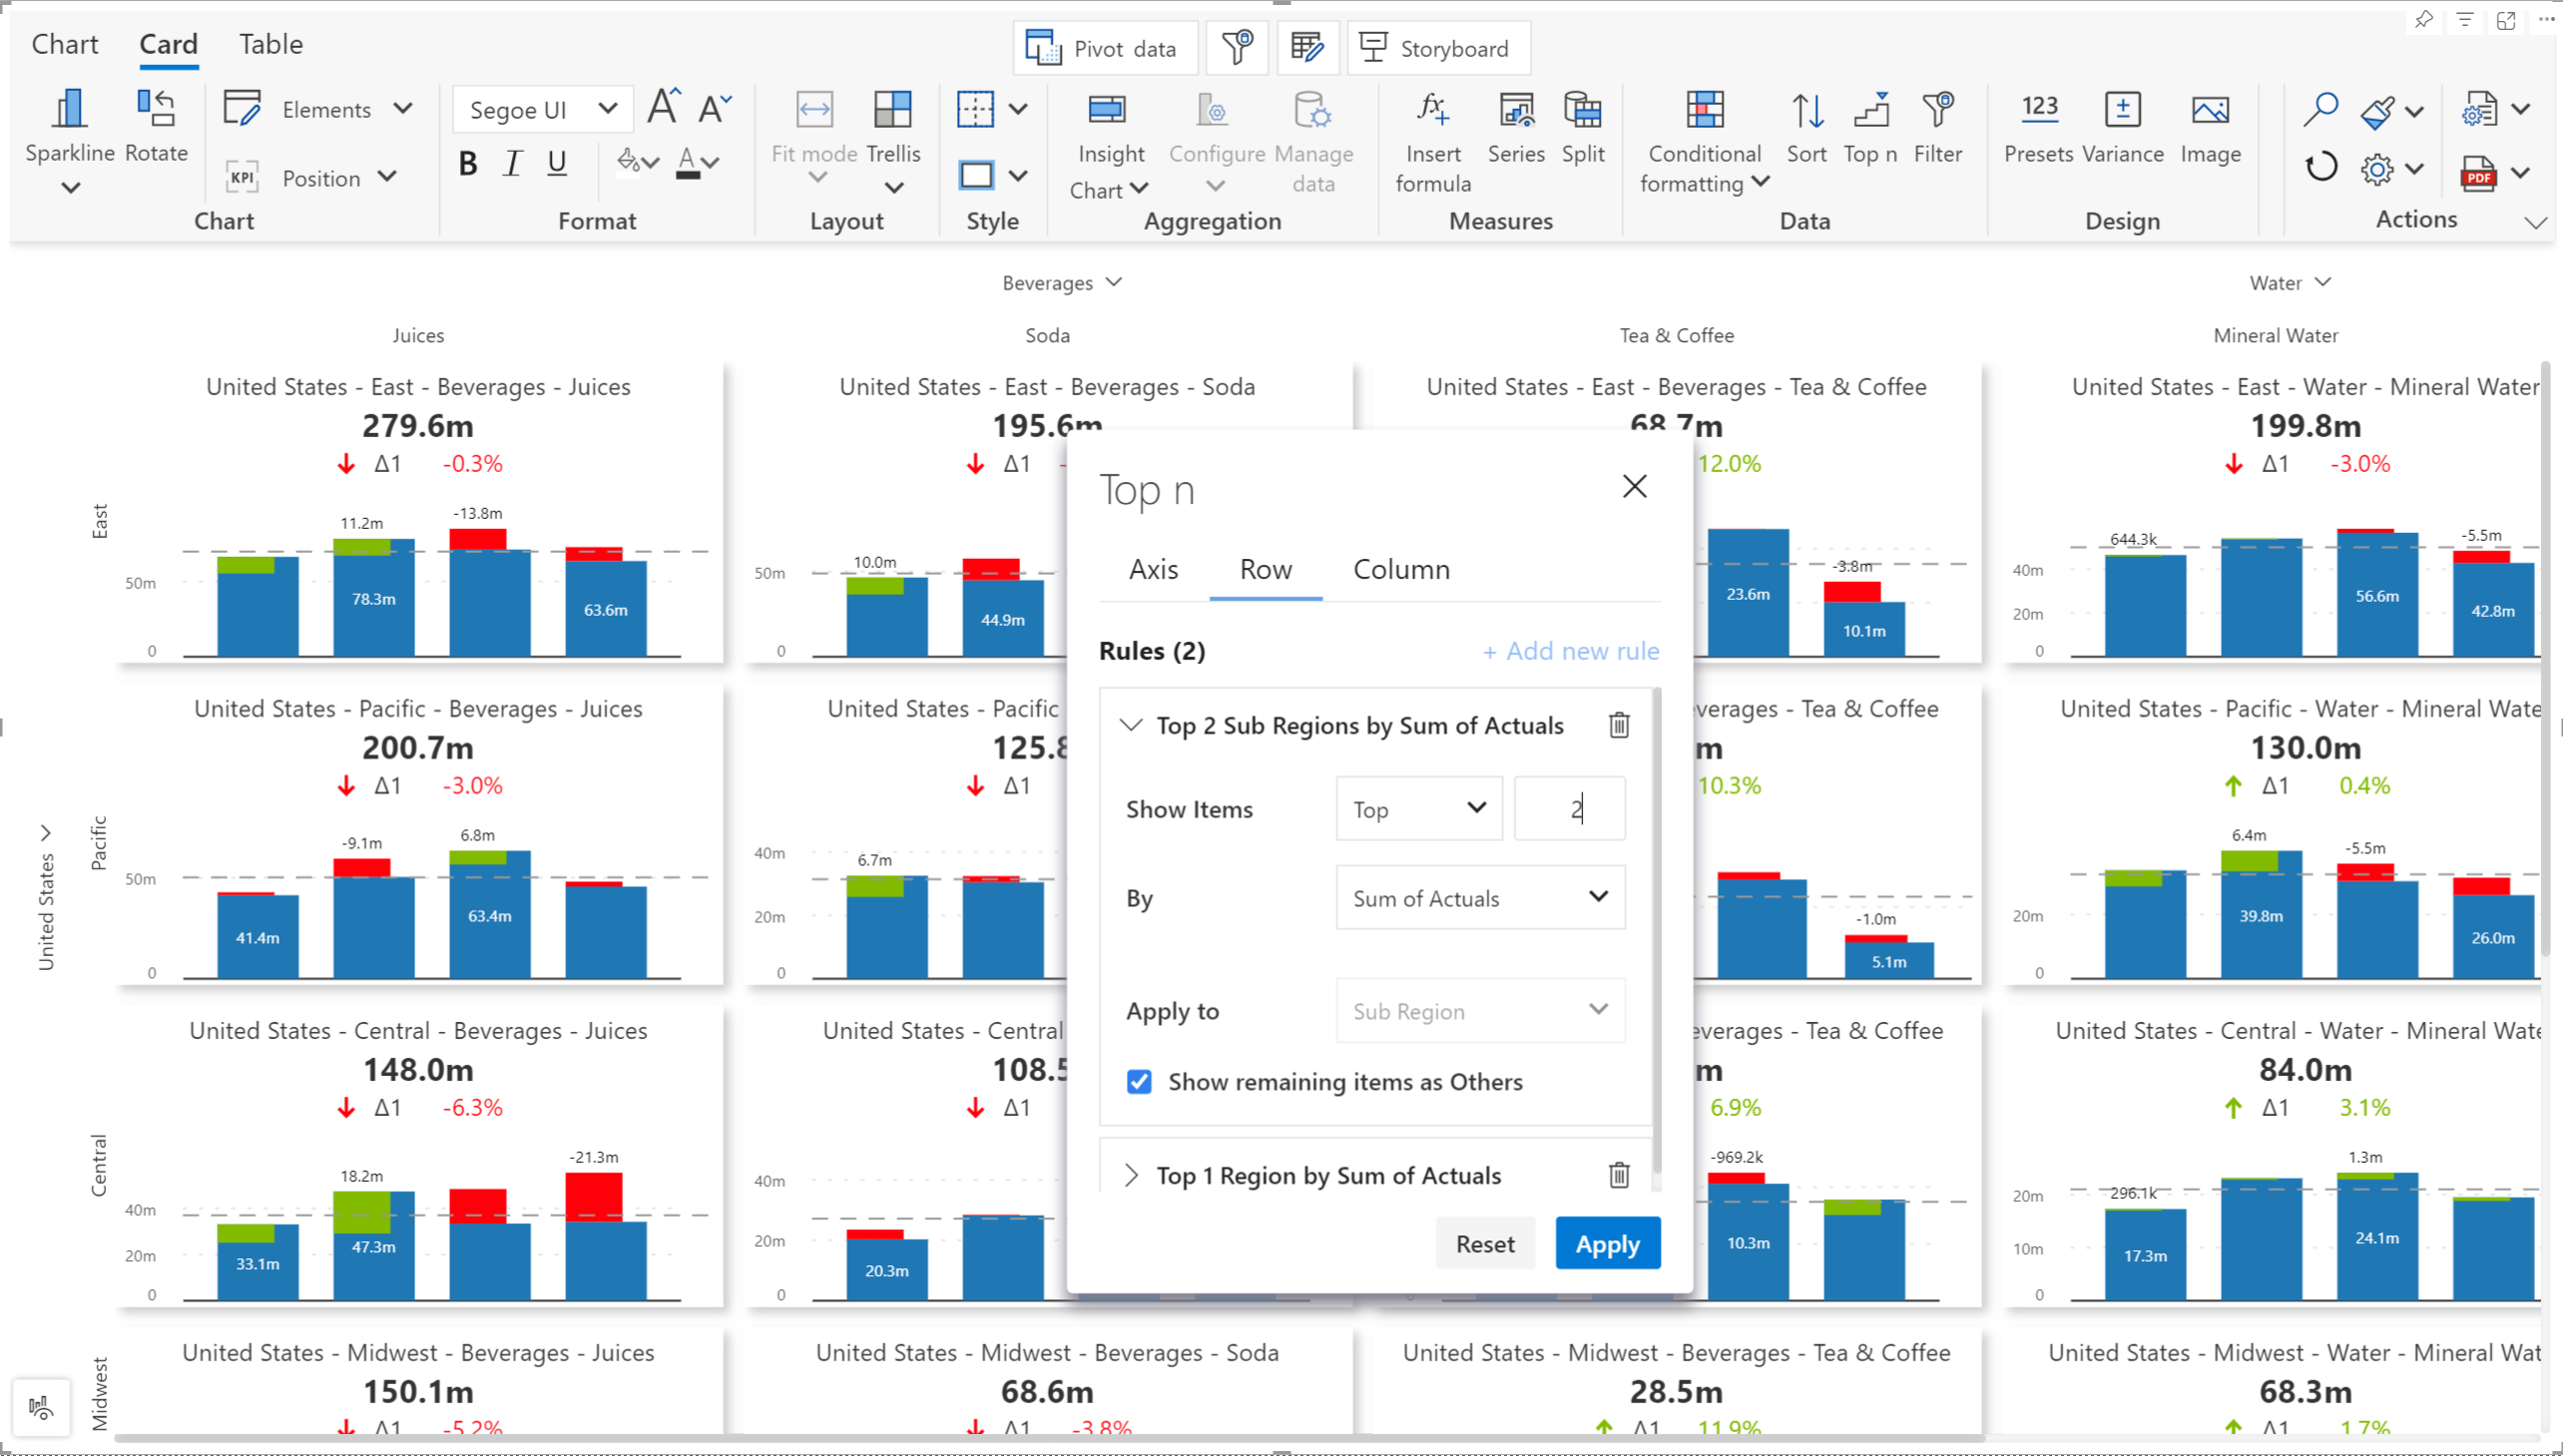 Chart Card Table
Pivot data
Storyboard
Sparkline Rotate
Elements
KPI Position
Chart
Segoe UI
A A
B I U A
Format
Fit mode Trellis
Layout
Style
Insight Chart
Configure
Manage data
Aggregation
fx
Insert formula
Series
Split
Measures
Conditional formatting
Sort
Top n
Filter
Data
123
Presets Variance Image
Design
PDF
Actions
Beverages
Water
Juices
Soda
Tea & Coffee
Mineral Water
United States
East
United States - East - Beverages - Juices
279.6m
Δ1 -0.3%
11.2m
-13.8m
50m
78.3m
63.6m
0
United States - East - Beverages - Soda
195.6m
Δ1
10.0m
50m
44.9m
0
United States - East - Beverages - Tea & Coffee
68.7m
12.0%
-3.8m
23.6m
10.1m
United States - East - Water - Mineral Water
199.8m
Δ1 -3.0%
644.3k
-5.5m
40m
56.6m
20m
42.8m
0
Pacific
United States - Pacific - Beverages - Juices
200.7m
Δ1 -3.0%
-9.1m
6.8m
50m
63.4m
41.4m
0
United States - Pacific
125.8
Δ1
6.7m
40m
20m
0
verages - Tea & Coffee
m
10.3%
-1.0m
5.1m
United States - Pacific - Water - Mineral Wate
130.0m
Δ1 0.4%
6.4m
-5.5m
20m
39.8m
26.0m
0
Central
United States - Central - Beverages - Juices
148.0m
Δ1 -6.3%
18.2m
-21.3m
40m
20m
33.1m
47.3m
0
United States - Central
108.5
Δ1
40m
20m
20.3m
0
everages - Tea & Coffee
m
6.9%
-969.2k
10.3m
United States - Central - Water - Mineral Wate
84.0m
Δ1 3.1%
1.3m
296.1k
20m
10m
17.3m
24.1m
0
Midwest
United States - Midwest - Beverages - Juices
150.1m
Δ1 -5.2%
United States - Midwest - Beverages - Soda
68.6m
Δ1 -3.8%
United States - Midwest - Beverages - Tea & Coffee
28.5m
Δ1 11.9%
United States - Midwest - Water - Mineral Wat
68.3m
Δ1 1.7%
Top n
Axis Row Column
Rules (2)
+ Add new rule
Top 2 Sub Regions by Sum of Actuals
Show Items Top 2
By Sum of Actuals
Apply to Sub Region
Show remaining items as Others
Top 1 Region by Sum of Actuals
Reset Apply